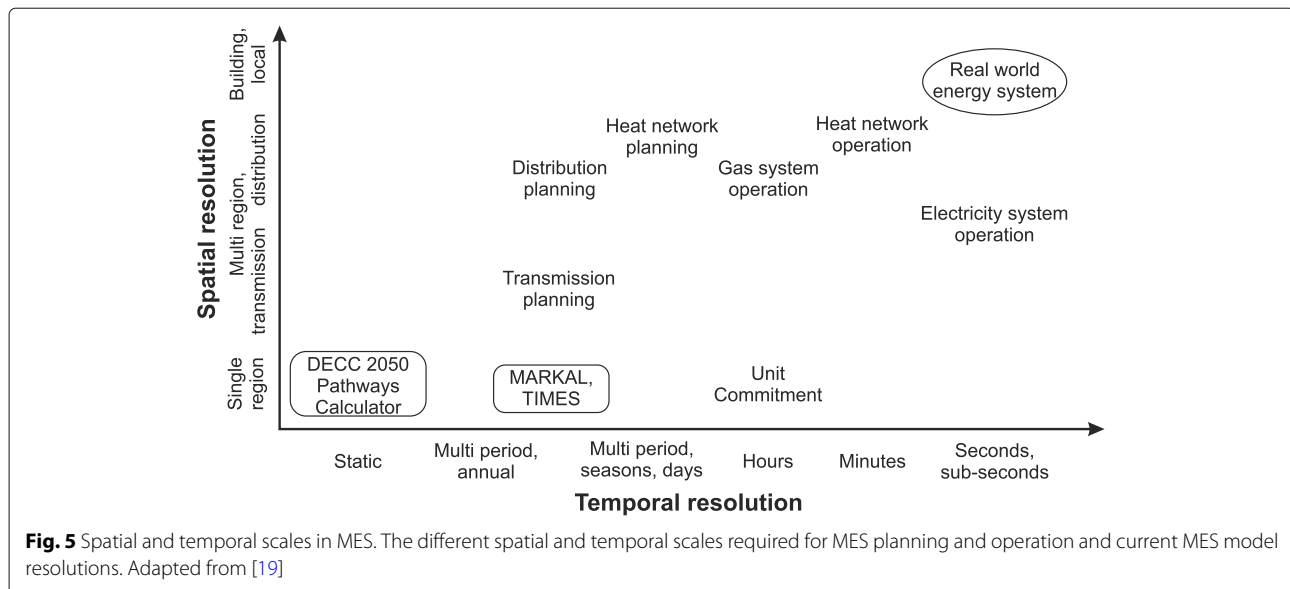 Spatial resolution
Building,
local
Multi region,
distribution
transmission
Single
region
Real world
energy system
Heat network
planning
Heat network
operation
Distribution
planning
Gas system
operation
Electricity system
operation
Transmission
planning
DECC 2050
Pathways
Calculator
MARKAL,
TIMES
Unit
Commitment
Static
Multi period,
annual
Multi period,
seasons, days
Hours
Minutes
Seconds,
sub-seconds
Temporal resolution
Fig. 5 Spatial and temporal scales in MES. The different spatial and temporal scales required for MES planning and operation and current MES model
resolutions. Adapted from [19]